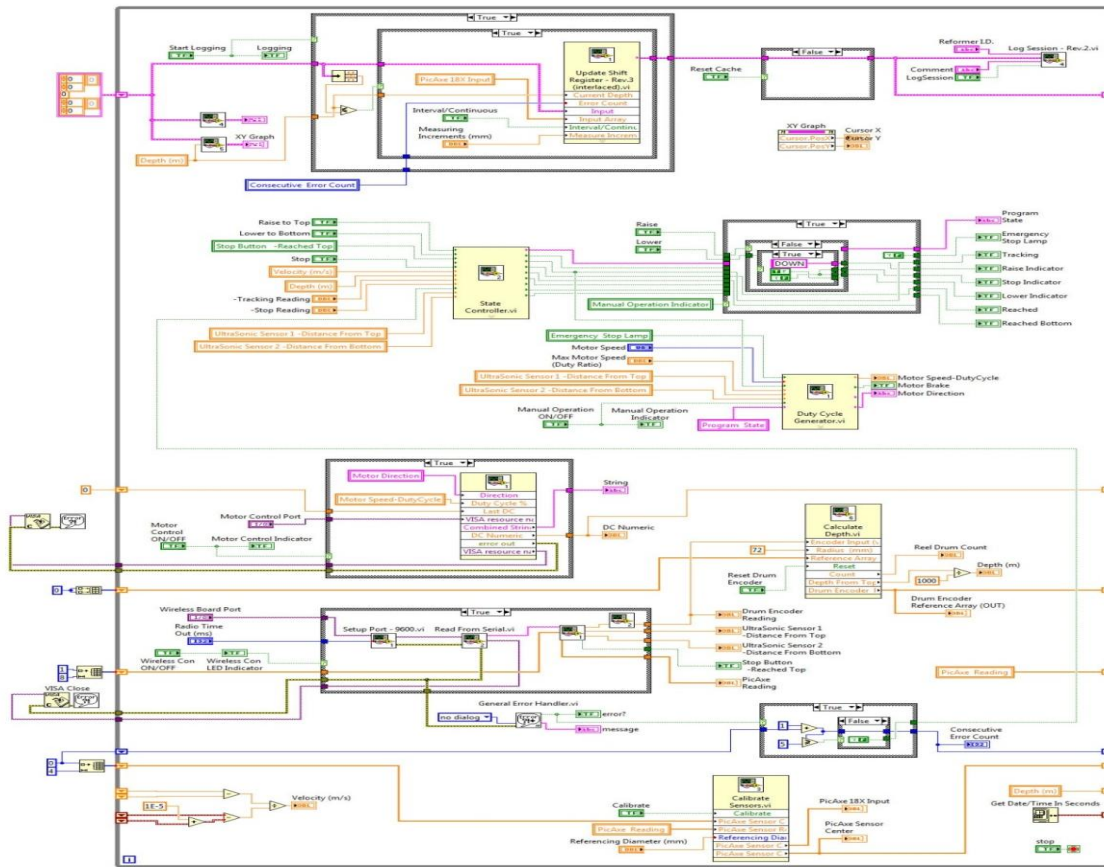 True
True
Start Logging
Logging
PicAxe 18X Input
Interval/Continuous
Measuring
Increments (mm)
Update Shift
Register - Rev.3
(interlaced).vi
Current Depth
Error Count
Input
Input Array
Interval/Continu
Measure Increm
Depth (m)
XY Graph
Consecutive Error Count
False
Reset Cache
Reformer I.D.
Comment
LogSession
Log Session - Rev.2.vi
XY Graph
Cursor.PosX
Cursor.PosY
Cursor X
Cursor Y
Raise to Top
Lower to Bottom
Stop Button -Reached Top
Stop
Velocity (m/s)
Depth (m)
-Tracking Reading
-Stop Reading
UltraSonic Sensor 1 -Distance From Top
UltraSonic Sensor 2 -Distance From Bottom
State
Controller.vi
Raise
Lower
Manual Operation Indicator
True
False
True
DOWN
Program
State
Emergency
Stop Lamp
Tracking
Raise Indicator
Stop Indicator
Lower Indicator
Reached
Reached Bottom
Emergency Stop Lamp
Motor Speed
Max Motor Speed
(Duty Ratio)
UltraSonic Sensor 1 -Distance From Top
UltraSonic Sensor 2 -Distance From Bottom
Manual Operation
ON/OFF
Manual Operation
Indicator
Program State
Duty Cycle
Generator.vi
Motor Speed-DutyCycle
Motor Brake
Motor Direction
True
Motor Direction
Motor Speed-DutyCycle
Motor Control Port
Direction
Duty Cycle %
Last DC
VISA resource na
Combined String
DC Numeric
error out
VISA resource na
String
DC Numeric
0
Motor
Control
ON/OFF
Motor Control Indicator
72
Reset Drum
Encoder
Calculate
Depth.vi
Encoder Input (
Radius (mm)
Reference Array
Reset
Count
Depth From Top
Drum Encoder
Reel Drum Count
1000
Depth (m)
Drum Encoder
Reference Array (OUT)
0
Wireless Board Port
Radio Time
Out (ms)
Wireless Con
ON/OFF
Wireless Con
LED Indicator
True
Setup Port - 9600.vi
Read From Serial.vi
Drum Encoder
Reading
UltraSonic Sensor 1
-Distance From Top
UltraSonic Sensor 2
-Distance From Bottom
Stop Button
-Reached Top
PicAxe
Reading
PicAxe Reading
VISA Close
General Error Handler.vi
no dialog
error?
message
True
False
1
5
Consecutive
Error Count
0
4
1E-5
Velocity (m/s)
Calibrate
PicAxe Reading
Referencing Diameter (mm)
Calibrate
Sensors.vi
Calibrate
PicAxe Sensor C
PicAxe Sensor R
Referencing Dia
PicAxe Sensor C
PicAxe Sensor C
PicAxe 18X Input
PicAxe Sensor
Center
Depth (m)
Get Date/Time In Seconds
stop
i